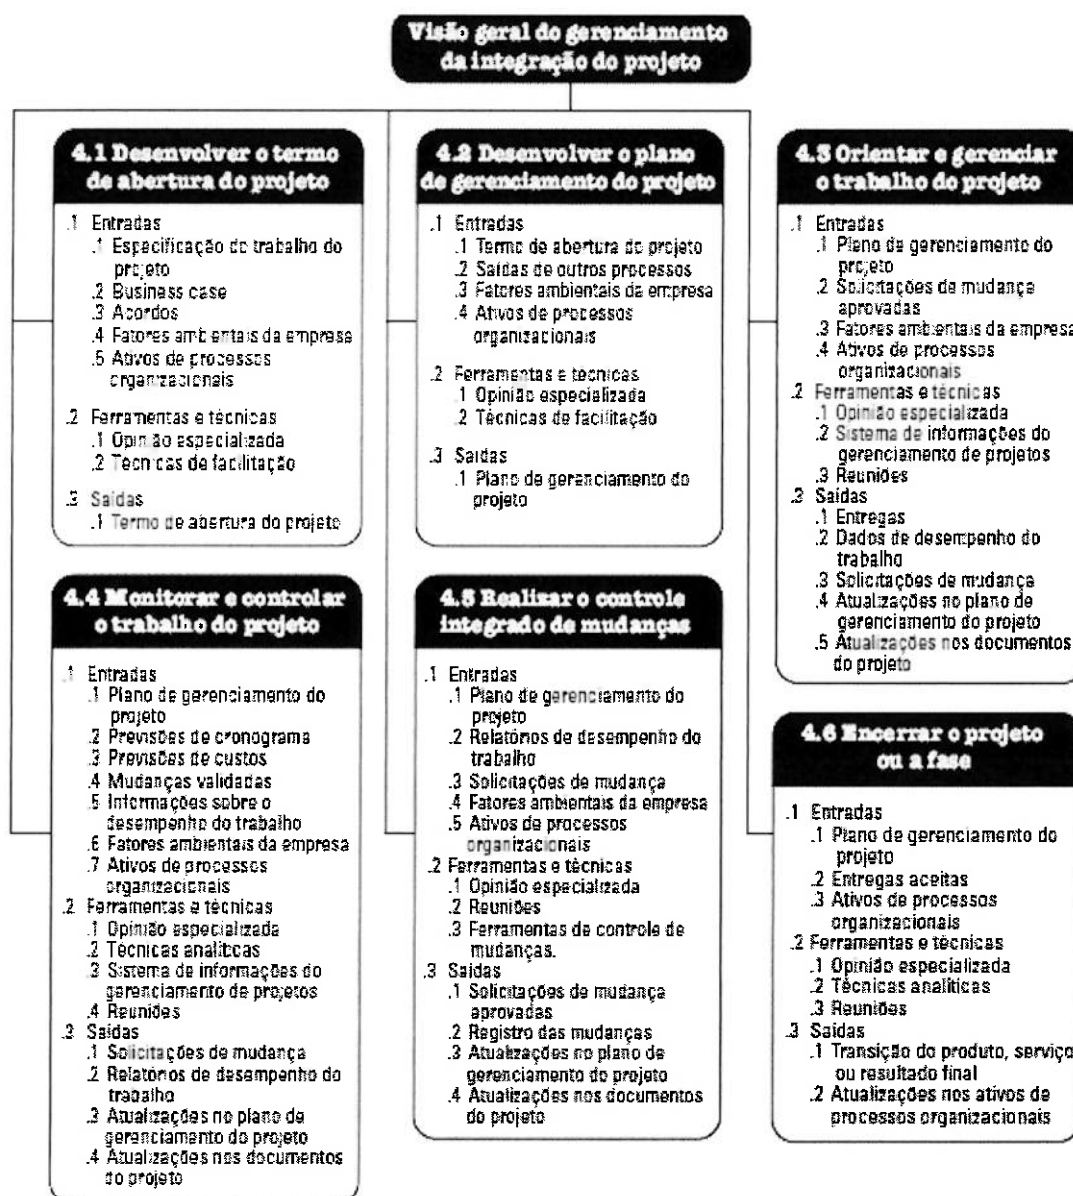 Visão geral do gerenciamento
da integração do projeto
4.1 Desenvolver o termo
de abertura do projeto
.1 Entradas
.1 Especificação do trabalho do
projeto
.2 Business case
.3 Acordos
.4 Fatores ambientais da empresa
.5 Ativos de processos
organizacionais
.2 Ferramentas e técnicas
.1 Opinião especializada
.2 Técnicas de facilitação
.3 Saídas
.1 Termo de abertura do projeto
4.2 Desenvolver o plano
de gerenciamento do projeto
.1 Entradas
.1 Termo de abertura do projeto
.2 Saídas de outros processos
.3 Fatores ambientais da empresa
.4 Ativos de processos
organizacionais
.2 Ferramentas e técnicas
.1 Opinião especializada
.2 Técnicas de facilitação
.3 Saídas
.1 Plano de gerenciamento do
projeto
4.3 Orientar e gerenciar
o trabalho do projeto
.1 Entradas
.1 Plano de gerenciamento do
projeto
.2 Solicitações de mudança
aprovadas
.3 Fatores ambientais da empresa
.4 Ativos de processos
organizacionais
.2 Ferramentas e técnicas
.1 Opinião especializada
.2 Sistema de informações do
gerenciamento de projetos
.3 Reuniões
.3 Saídas
.1 Entregas
.2 Dados de desempenho do
trabalho
.3 Solicitações de mudança
.4 Atualizações no plano de
gerenciamento do projeto
.5 Atualizações nos documentos
do projeto
4.4 Monitorar e controlar
o trabalho do projeto
.1 Entradas
.1 Plano de gerenciamento do
projeto
.2 Previsões de cronograma
.3 Previsões de custos
.4 Mudanças validadas
.5 Informações sobre o
desempenho do trabalho
.6 Fatores ambientais da empresa
.7 Ativos de processos
organizacionais
.2 Ferramentas e técnicas
.1 Opinião especializada
.2 Técnicas analíticas
.3 Sistema de informações do
gerenciamento de projetos
.4 Reuniões
.3 Saídas
.1 Solicitações de mudança
.2 Relatórios de desempenho do
trabalho
.3 Atualizações no plano de
gerenciamento do projeto
.4 Atualizações nos documentos
do projeto
4.5 Realizar o controle
integrado de mudanças
.1 Entradas
.1 Plano de gerenciamento do
projeto
.2 Relatórios de desempenho do
trabalho
.3 Solicitações de mudança
.4 Fatores ambientais da empresa
.5 Ativos de processos
organizacionais
.2 Ferramentas e técnicas
.1 Opinião especializada
.2 Reuniões
.3 Ferramentas de controle de
mudanças.
.3 Saídas
.1 Solicitações de mudança
aprovadas
.2 Registro das mudanças
.3 Atualizações no plano de
gerenciamento do projeto
.4 Atualizações nos documentos
do projeto
4.6 Encerrar o projeto
ou a fase
.1 Entradas
.1 Plano de gerenciamento do
projeto
.2 Entregas aceitas
.3 Ativos de processos
organizacionais
.2 Ferramentas e técnicas
.1 Opinião especializada
.2 Técnicas analíticas
.3 Reuniões
.3 Saídas
.1 Transição do produto, serviço
ou resultado final
.2 Atualizações nos ativos de
processos organizacionais